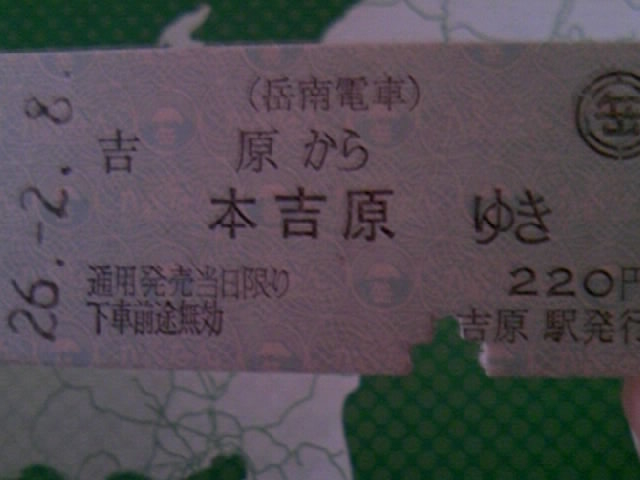 (岳南電車)
岳
吉 原 から
本吉原 ゆき
通用発売当日限り 220円
下車前途無効 吉原 駅発行
26.-2.-8.